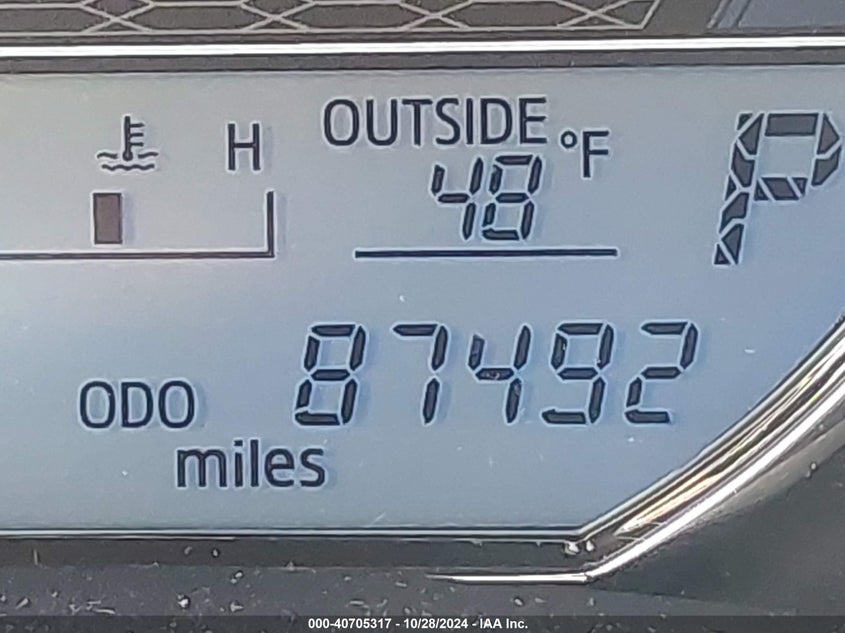 OUTSIDE
H
°F
48
P
87492
ODO
miles
000-40705317 - 10/28/2024 - IAA Inc.